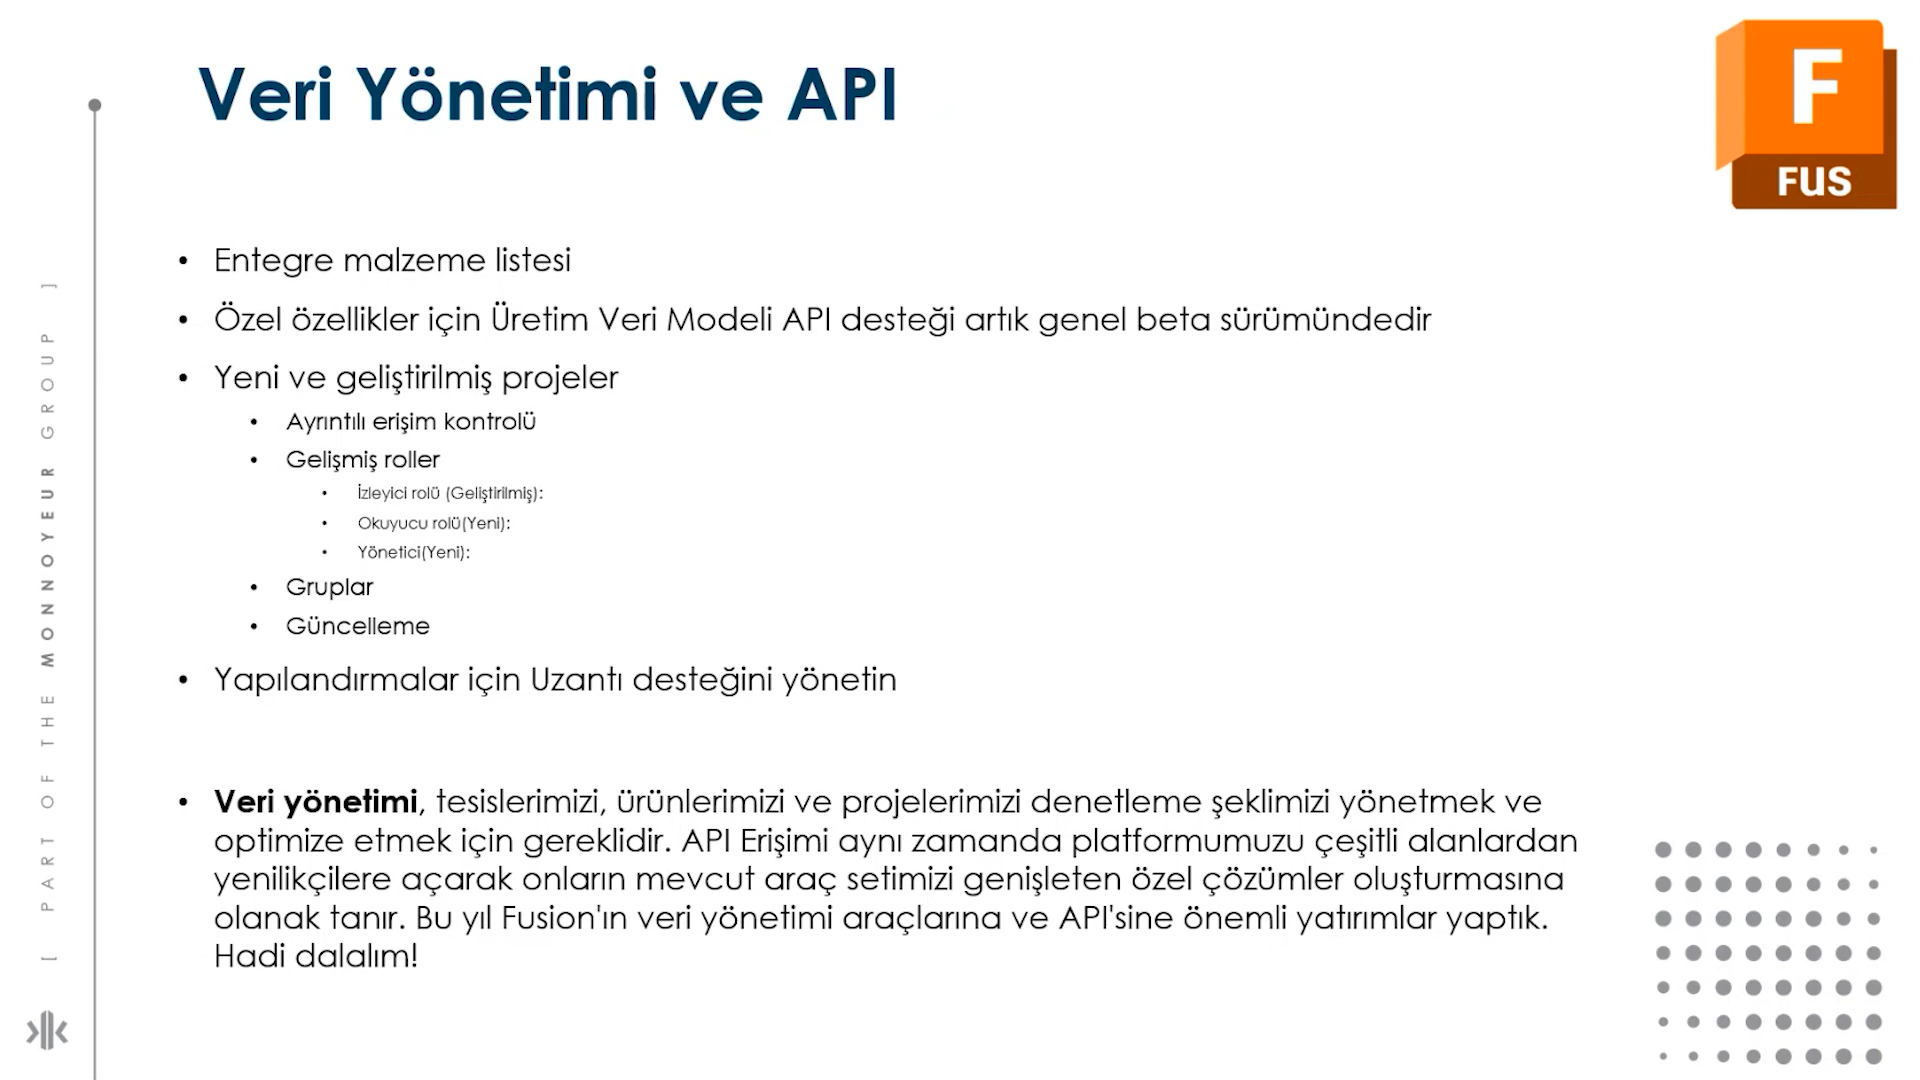 Veri Yönetimi ve API
F
FUS
• Entegre malzeme listesi
• Özel özellikler için Üretim Veri Modeli API desteği artık genel beta sürümündedir
• Yeni ve geliştirilmiş projeler
• Ayrıntılı erişim kontrolü
• Gelişmiş roller
• İzleyici rolü (Geliştirilmiş):
• Okuyucu rolü(Yeni):
• Yönetici(Yeni):
• Gruplar
• Güncelleme
• Yapılandırmalar için Uzantı desteğini yönetin
• Veri yönetimi, tesislerimizi, ürünlerimizi ve projelerimizi denetleme şeklimizi yönetmek ve
optimize etmek için gereklidir. API Erişimi aynı zamanda platformumuzu çeşitli alanlardan
yenilikçilere açarak onların mevcut araç setimizi genişleten özel çözümler oluşturmasına
olanak tanır. Bu yıl Fusion'ın veri yönetimi araçlarına ve API'sine önemli yatırımlar yaptık.
Hadi dalalım!
[ PART OF THE MONNOYEUR GROUP ]